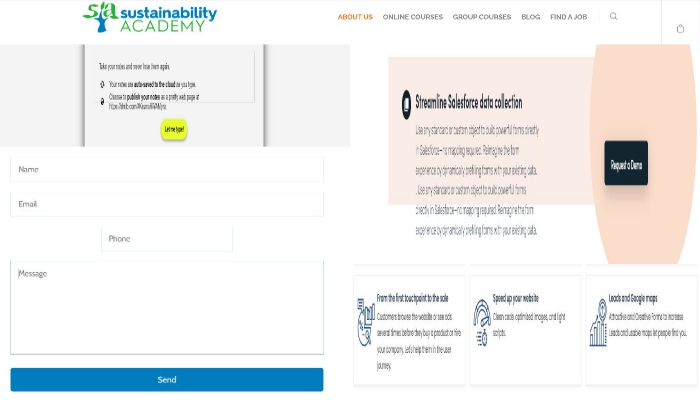 sustainability
ACADEMY
ABOUT US
ONLINE COURSES
GROUP COURSES
BLOG
FIND A JOB
Take your notes and never lose them again.
Your notes are auto-saved to the cloud as you type.
Choose to publish your notes as a pretty web page at
Let me type!
Name
Email
Phone
Message
Send
Streamline Salesforce data collection
Use any standard or custom object to build powerful forms directly
in Salesforce—no mapping required. Reimagine the form
experience by dynamically prefilling forms with your existing data.
. Use any standard or custom object to build powerful forms
directly in Salesforce—no mapping required. Reimagine the form
experience by dynamically prefilling forms with your existing data.
Request a Demo
From the first touchpoint to the sale
Customers browse the website or see ads
several times before they buy a product or hire
your company. Let's help them in the user
journey.
Speed up your website
Clean code, optimized images, and light
scripts.
Leads and Google maps
Attractive and Creative Forms to increase
Leads and usable maps let people find you.